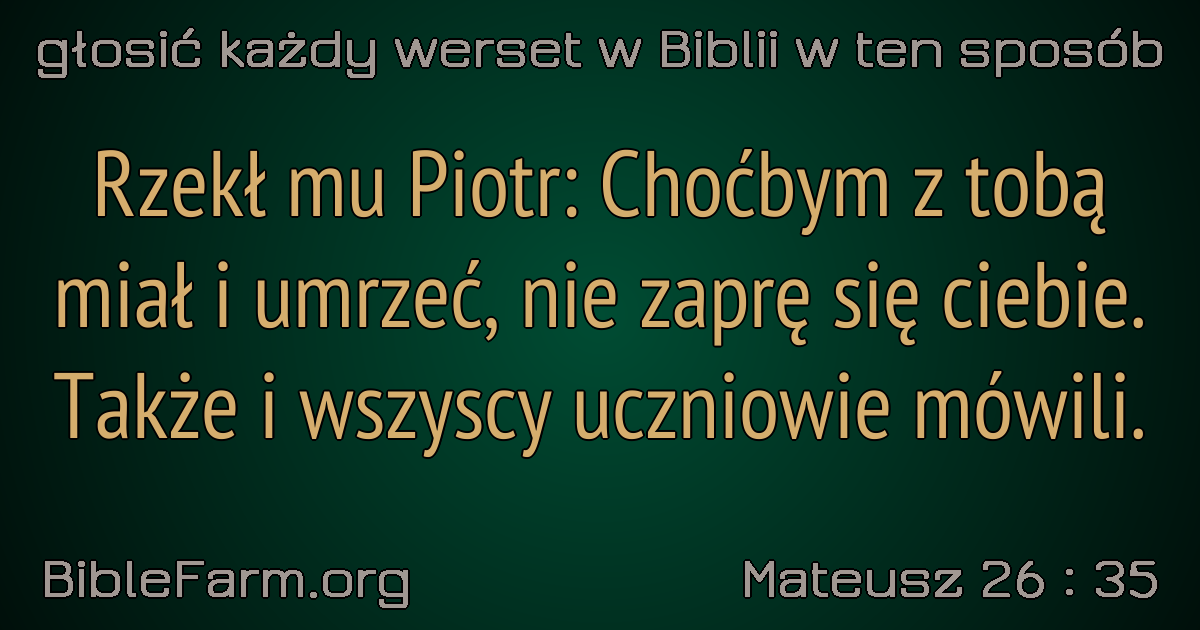 głosić każdy werset w Biblii w ten sposób
Rzekł mu Piotr: Choćbym z tobą
miał i umrzeć, nie zaprę się ciebie.
Także i wszyscy uczniowie mówili.
BibleFarm.org
Mateusz 26 : 35